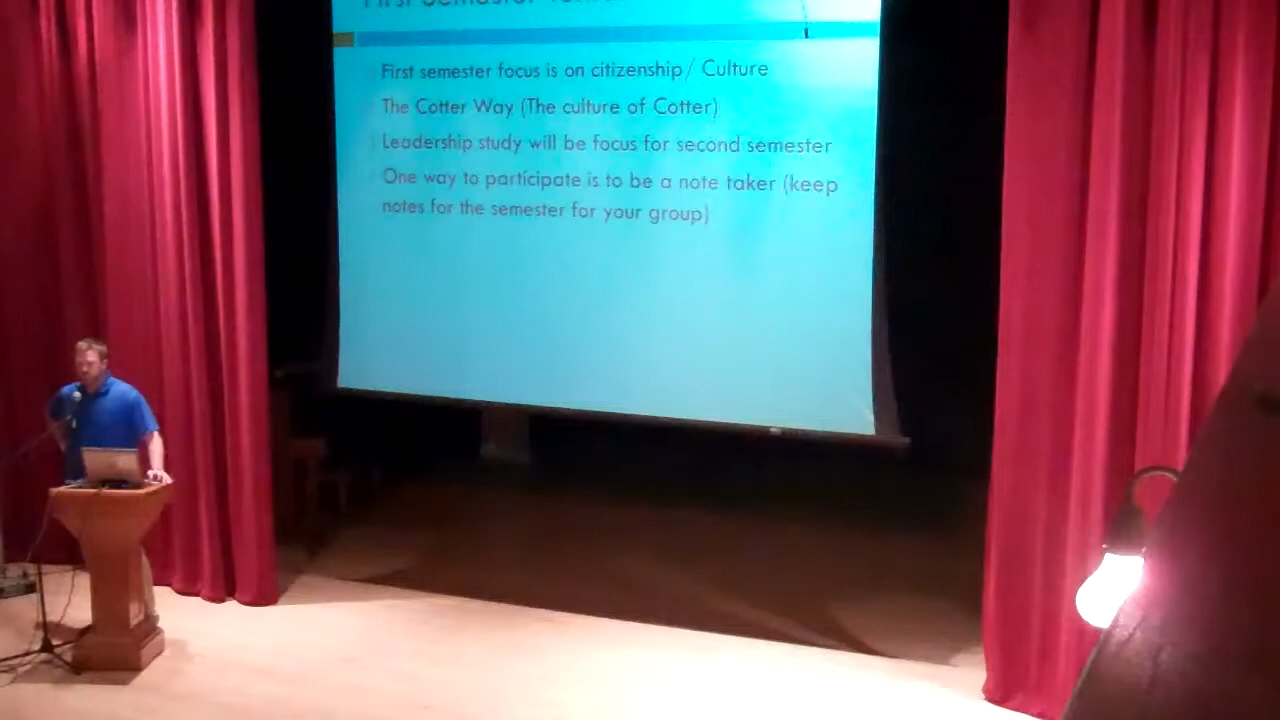 First Semester
First semester focus is on citizenship/ Culture
The Cotter Way (The culture of Cotter)
Leadership study will be focus for second semester
One way to participate is to be a note taker (keep
notes for the semester for your group)